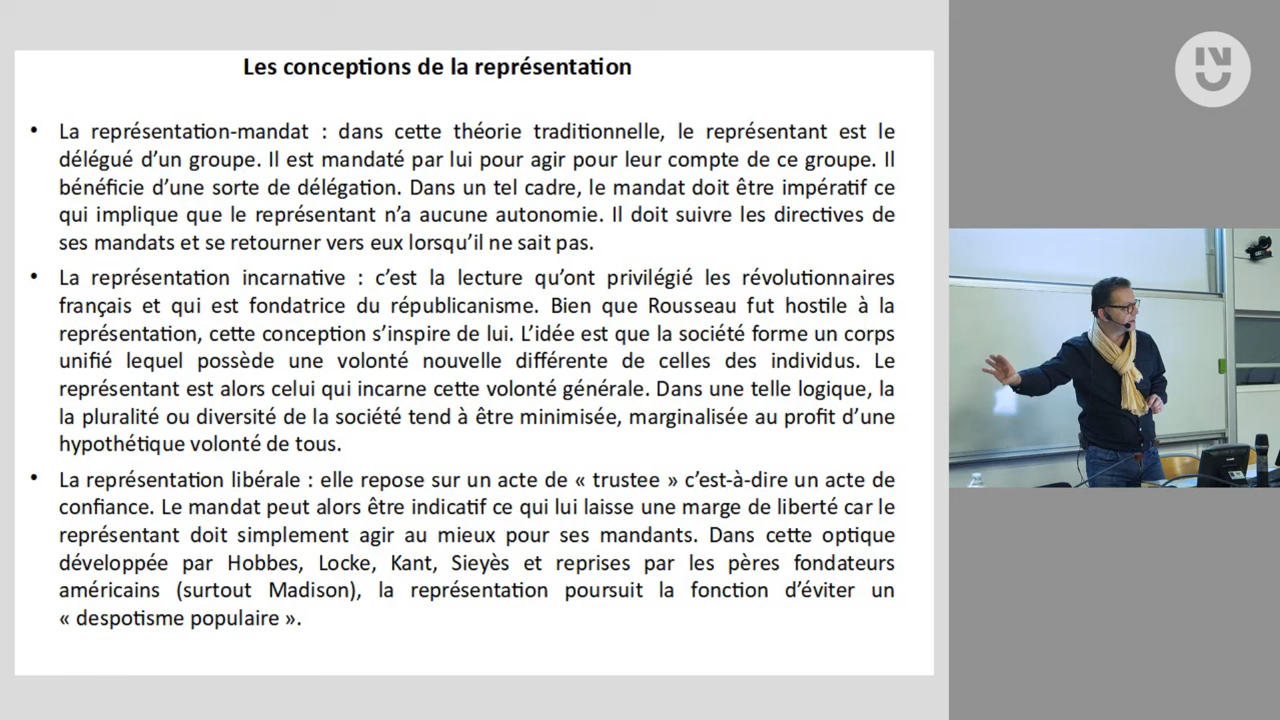 Les conceptions de la représentation
• La représentation-mandat : dans cette théorie traditionnelle, le représentant est le
délégué d’un groupe. Il est mandaté par lui pour agir pour leur compte de ce groupe. Il
bénéficie d’une sorte de délégation. Dans un tel cadre, le mandat doit être impératif ce
qui implique que le représentant n’a aucune autonomie. Il doit suivre les directives de
ses mandats et se retourner vers eux lorsqu’il ne sait pas.
• La représentation incarnative : c’est la lecture qu’ont privilégié les révolutionnaires
français et qui est fondatrice du républicanisme. Bien que Rousseau fut hostile à la
représentation, cette conception s’inspire de lui. L’idée est que la société forme un corps
unifié lequel possède une volonté nouvelle différente de celles des individus. Le
représentant est alors celui qui incarne cette volonté générale. Dans une telle logique, la
la pluralité ou diversité de la société tend à être minimisée, marginalisée au profit d’une
hypothétique volonté de tous.
• La représentation libérale : elle repose sur un acte de « trustee » c’est-à-dire un acte de
confiance. Le mandat peut alors être indicatif ce qui lui laisse une marge de liberté car le
représentant doit simplement agir au mieux pour ses mandants. Dans cette optique
développée par Hobbes, Locke, Kant, Sieyès et reprises par les pères fondateurs
américains (surtout Madison), la représentation poursuit la fonction d’éviter un
« despotisme populaire ».